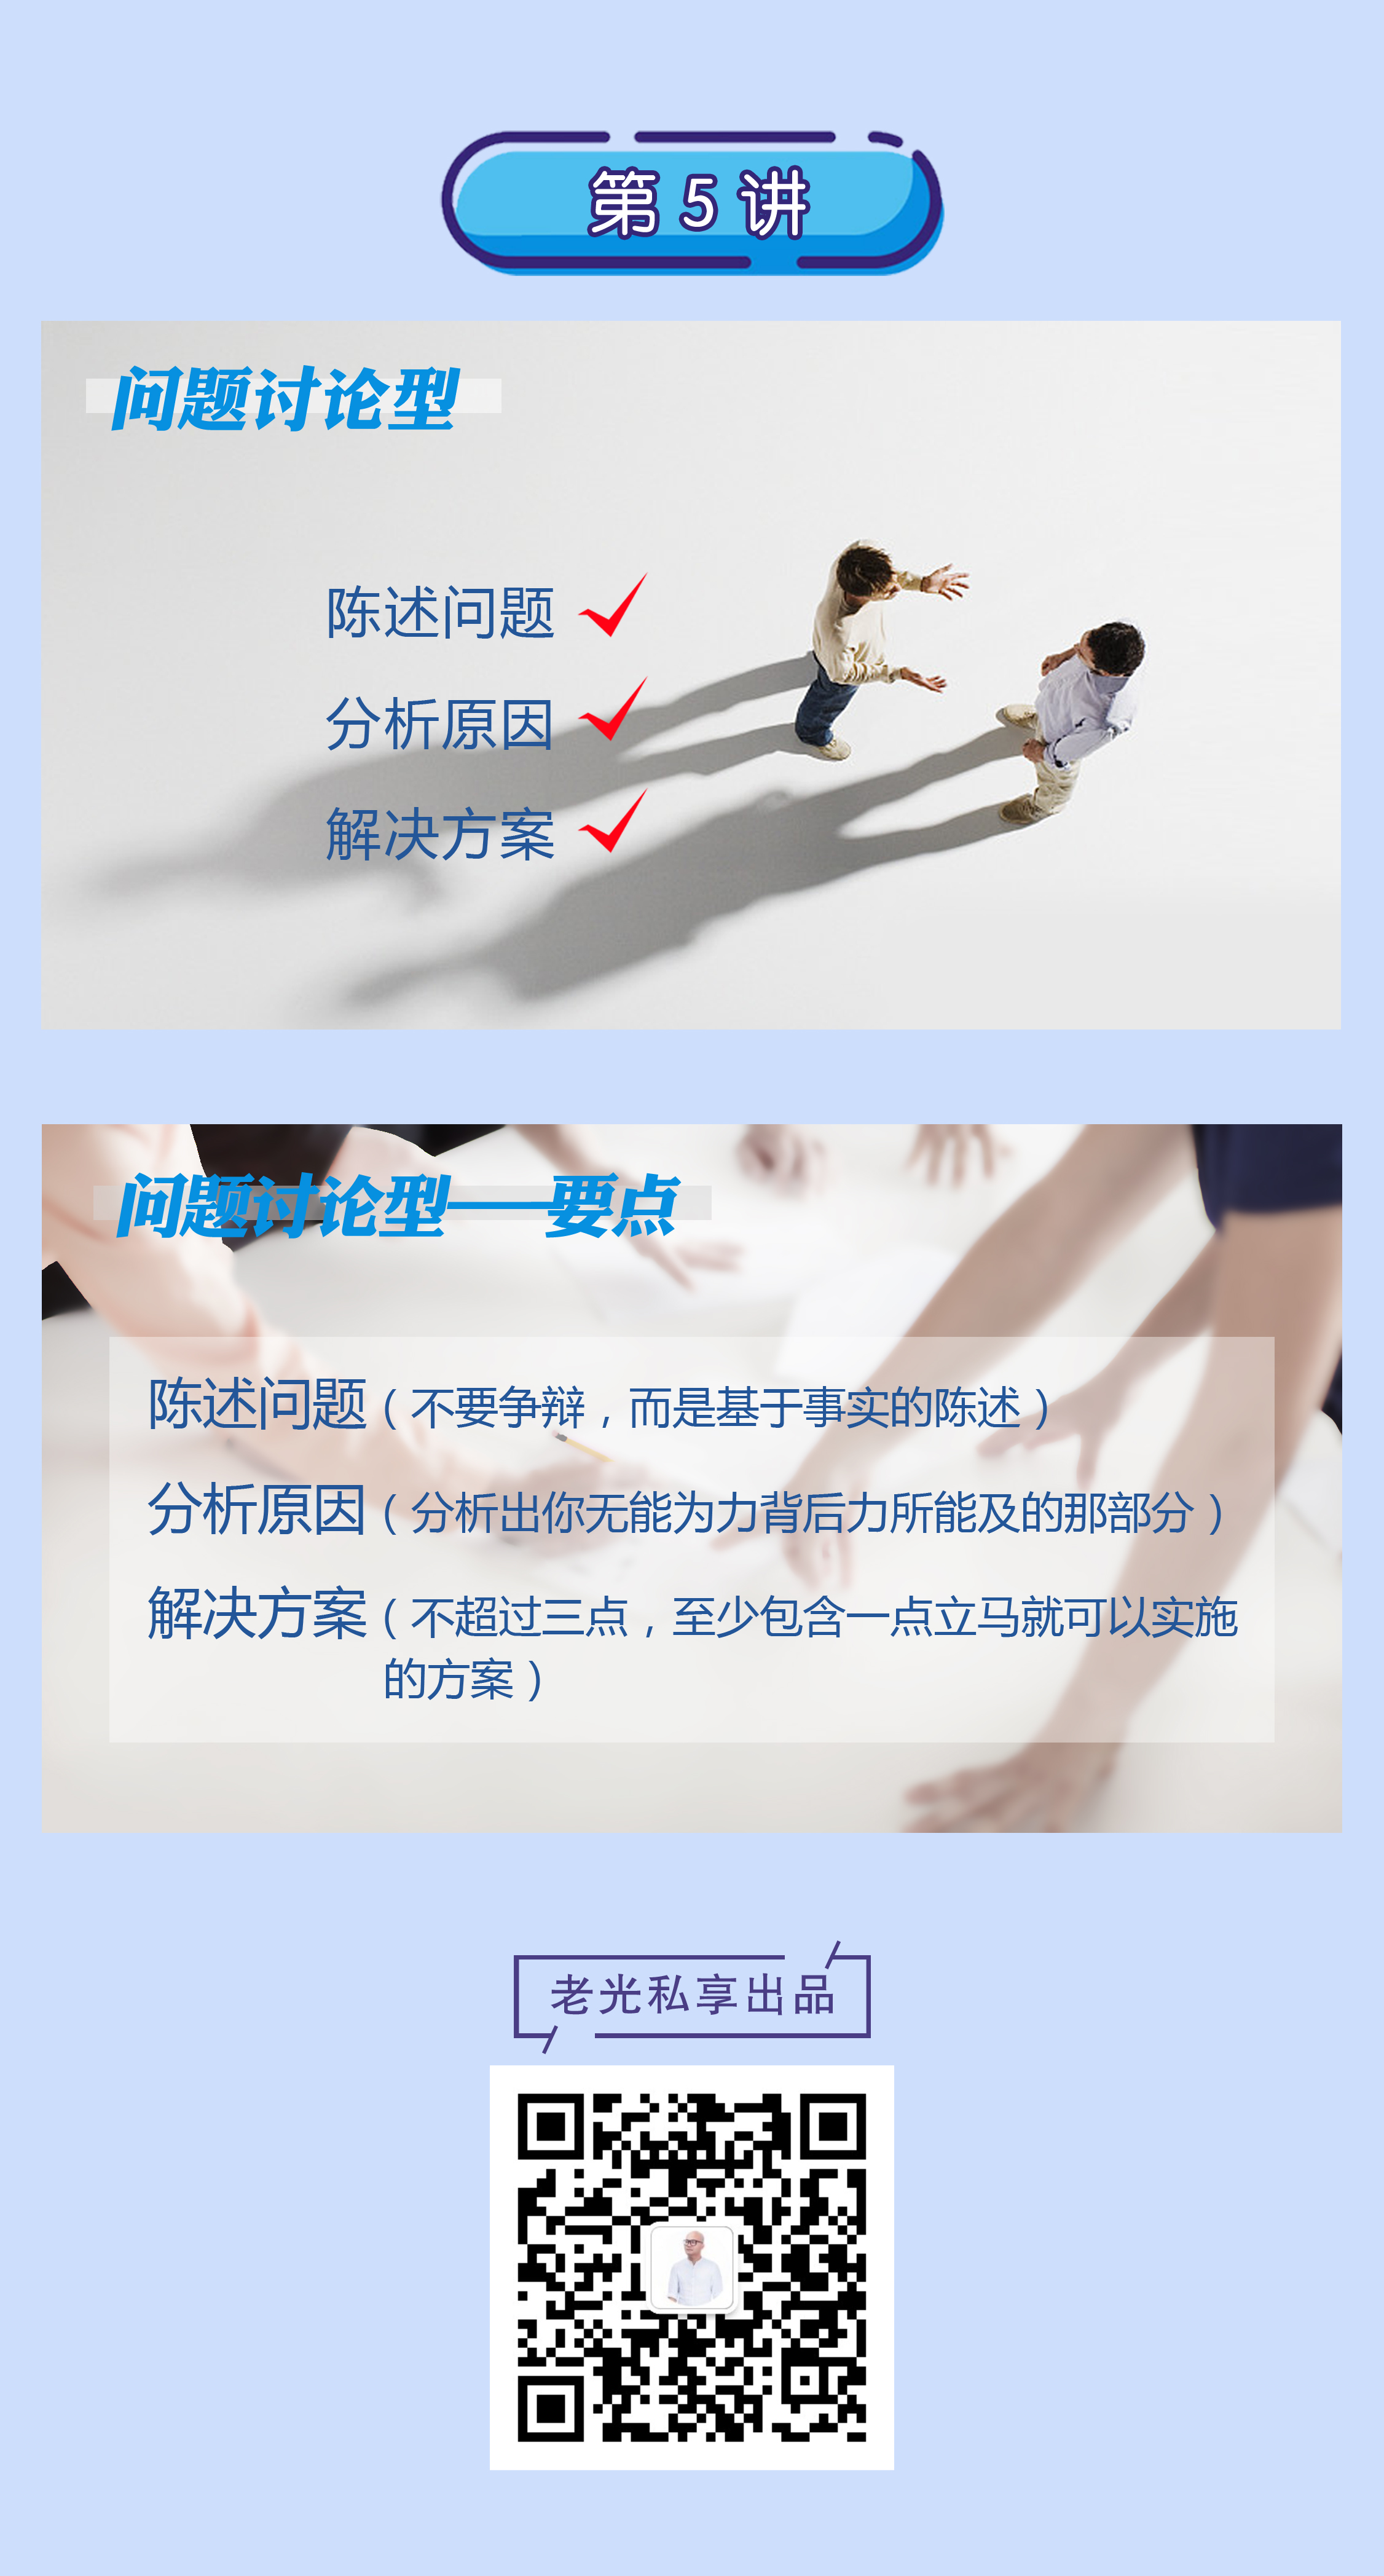 第 5 讲
问题讨论型
陈述问题
分析原因
解决方案
问题讨论型——要点
陈述问题（不要争辩，而是基于事实的陈述）
分析原因（分析出你无能为力背后力所能及的那部分）
解决方案（不超过三点，至少包含一点立马就可以实施
的方案）
老光私享出品